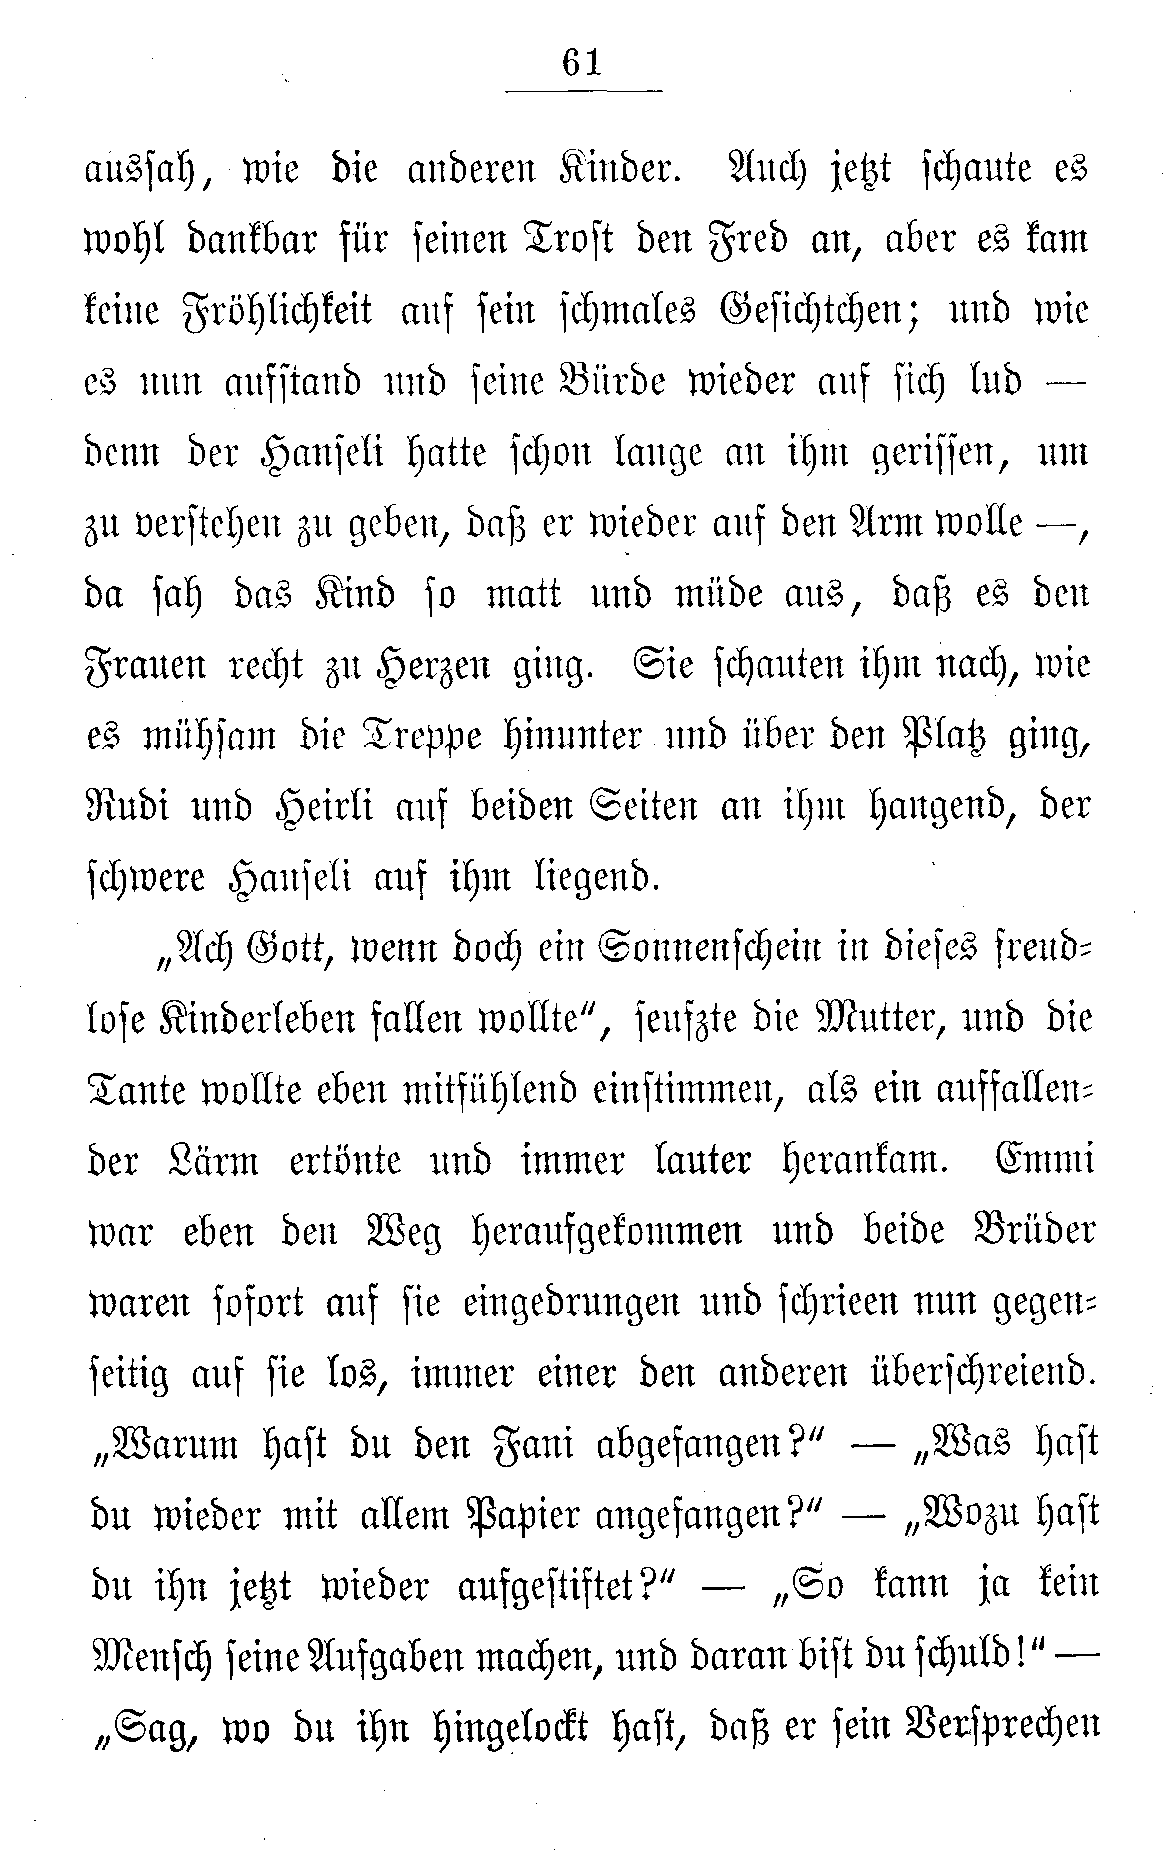 61
aussah, wie die anderen Kinder. Auch jetzt schaute es
wohl dankbar für seinen Trost den Fred an, aber es kam
keine Fröhlichkeit auf sein schmales Gesichtchen; und wie
es nun aufstand und seine Bürde wieder auf sich lud —
denn der Hanseli hatte schon lange an ihm gerissen, um
zu verstehen zu geben, daß er wieder auf den Arm wolle —,
da sah das Kind so matt und müde aus, daß es den
Frauen recht zu Herzen ging. Sie schauten ihm nach, wie
es mühsam die Treppe hinunter und über den Platz ging,
Rudi und Heirli auf beiden Seiten an ihm hangend, der
schwere Hanseli auf ihm liegend.
„Ach Gott, wenn doch ein Sonnenschein in dieses freud-
lose Kinderleben fallen wollte“, seufzte die Mutter, und die
Tante wollte eben mitfühlend einstimmen, als ein auffallen-
der Lärm ertönte und immer lauter herankam. Emmi
war eben den Weg heraufgekommen und beide Brüder
waren sofort auf sie eingedrungen und schrieen nun gegen-
seitig auf sie los, immer einer den anderen überschreiend.
„Warum hast du den Fani abgefangen?“ — „Was hast
du wieder mit allem Papier angefangen?“ — „Wozu hast
du ihn jetzt wieder aufgestiftet?“ — „So kann ja kein
Mensch seine Aufgaben machen, und daran bist du schuld!“ —
„Sag, wo du ihn hingelockt hast, daß er sein Versprechen